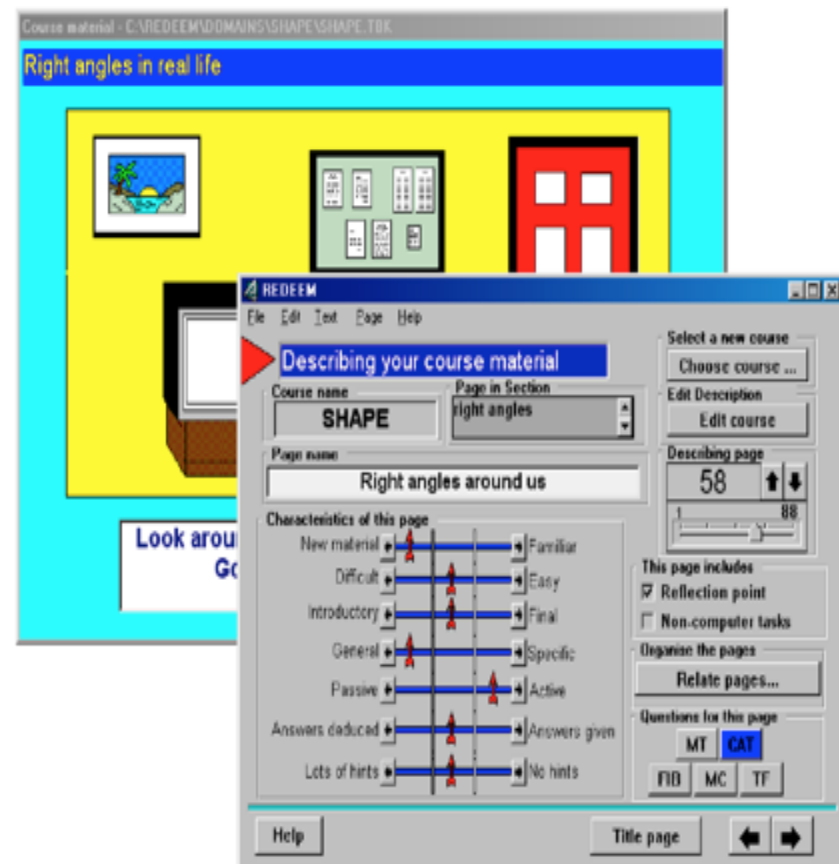 Course material - C:\REDEEM\DOMAINS\SHAPE\SHAPE.TBK
Right angles in real life
Look arou
Go
REDEEM
File Edit Text Page Help
Describing your course material
Select a new course
Choose course ...
Course name
SHAPE
Page in Section
right angles
Edit Description
Edit course
Page name
Right angles around us
Describing page
58
1 88
Characteristics of this page
New material Familiar
Difficult Easy
Introductory Final
General Specific
Passive Active
Answers deduced Answers given
Lots of hints No hints
This page includes
Reflection point
Non-computer tasks
Organise the pages
Relate pages...
Questions for this page
MT CAT
FIB MC TF
Help Title page